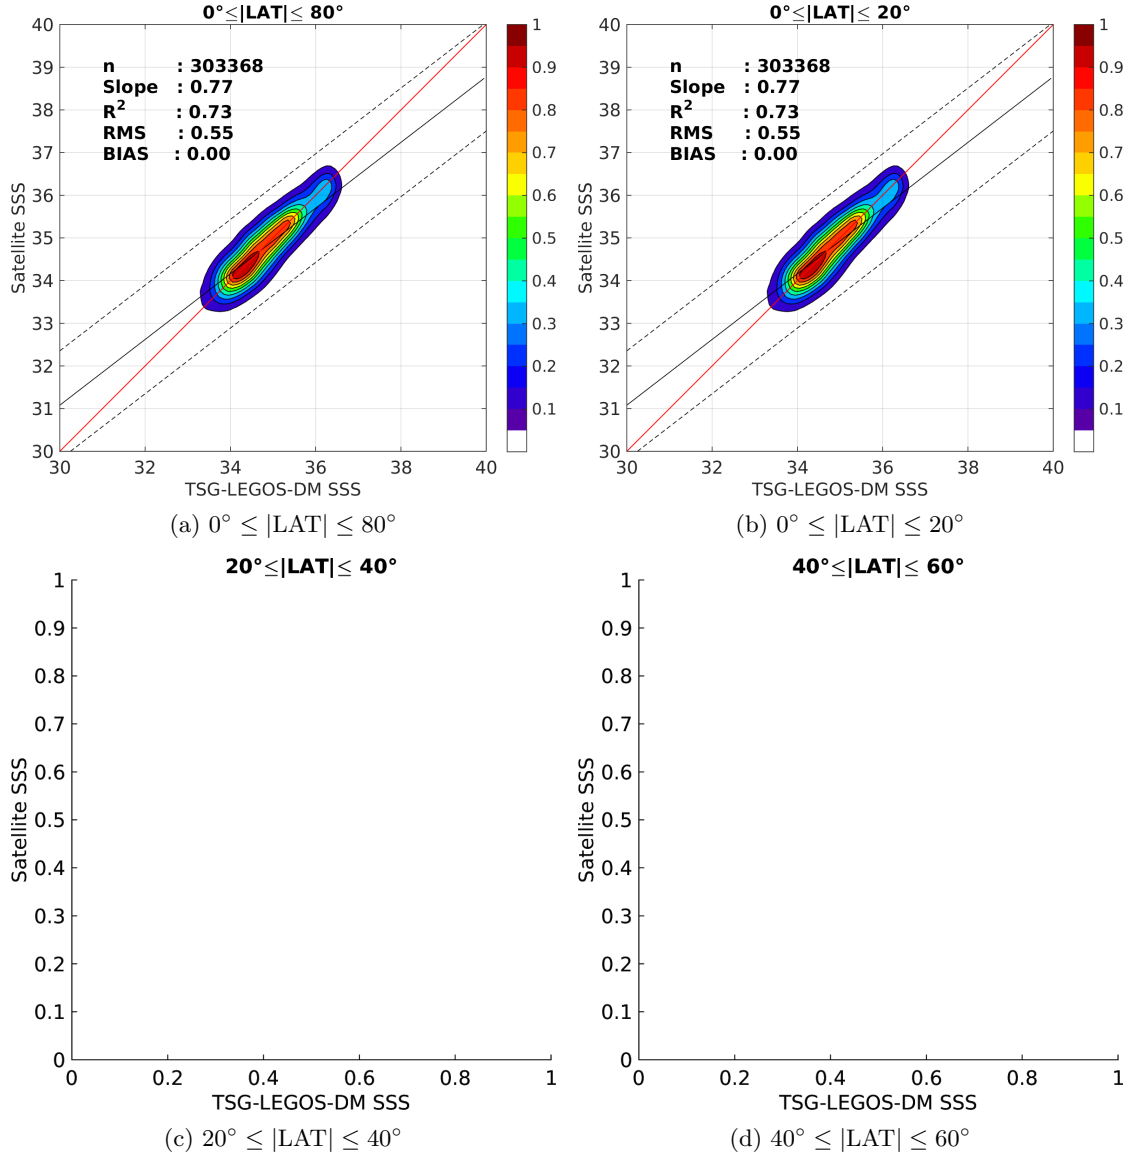 0°≤|LAT|≤ 80°
n : 303368
Slope : 0.77
R² : 0.73
RMS : 0.55
BIAS : 0.00
40
39
38
37
36
35
34
33
32
31
30
Satellite SSS
30 32 34 36 38 40
TSG-LEGOS-DM SSS
1
0.9
0.8
0.7
0.6
0.5
0.4
0.3
0.2
0.1
(a) 0° ≤ |LAT| ≤ 80°
0°≤|LAT|≤ 20°
n : 303368
Slope : 0.77
R² : 0.73
RMS : 0.55
BIAS : 0.00
40
39
38
37
36
35
34
33
32
31
30
Satellite SSS
30 32 34 36 38 40
TSG-LEGOS-DM SSS
1
0.9
0.8
0.7
0.6
0.5
0.4
0.3
0.2
0.1
(b) 0° ≤ |LAT| ≤ 20°
20°≤|LAT|≤ 40°
1
0.9
0.8
0.7
0.6
0.5
0.4
0.3
0.2
0.1
0
Satellite SSS
0 0.2 0.4 0.6 0.8 1
TSG-LEGOS-DM SSS
(c) 20° ≤ |LAT| ≤ 40°
40°≤|LAT|≤ 60°
1
0.9
0.8
0.7
0.6
0.5
0.4
0.3
0.2
0.1
0
Satellite SSS
0 0.2 0.4 0.6 0.8 1
TSG-LEGOS-DM SSS
(d) 40° ≤ |LAT| ≤ 60°